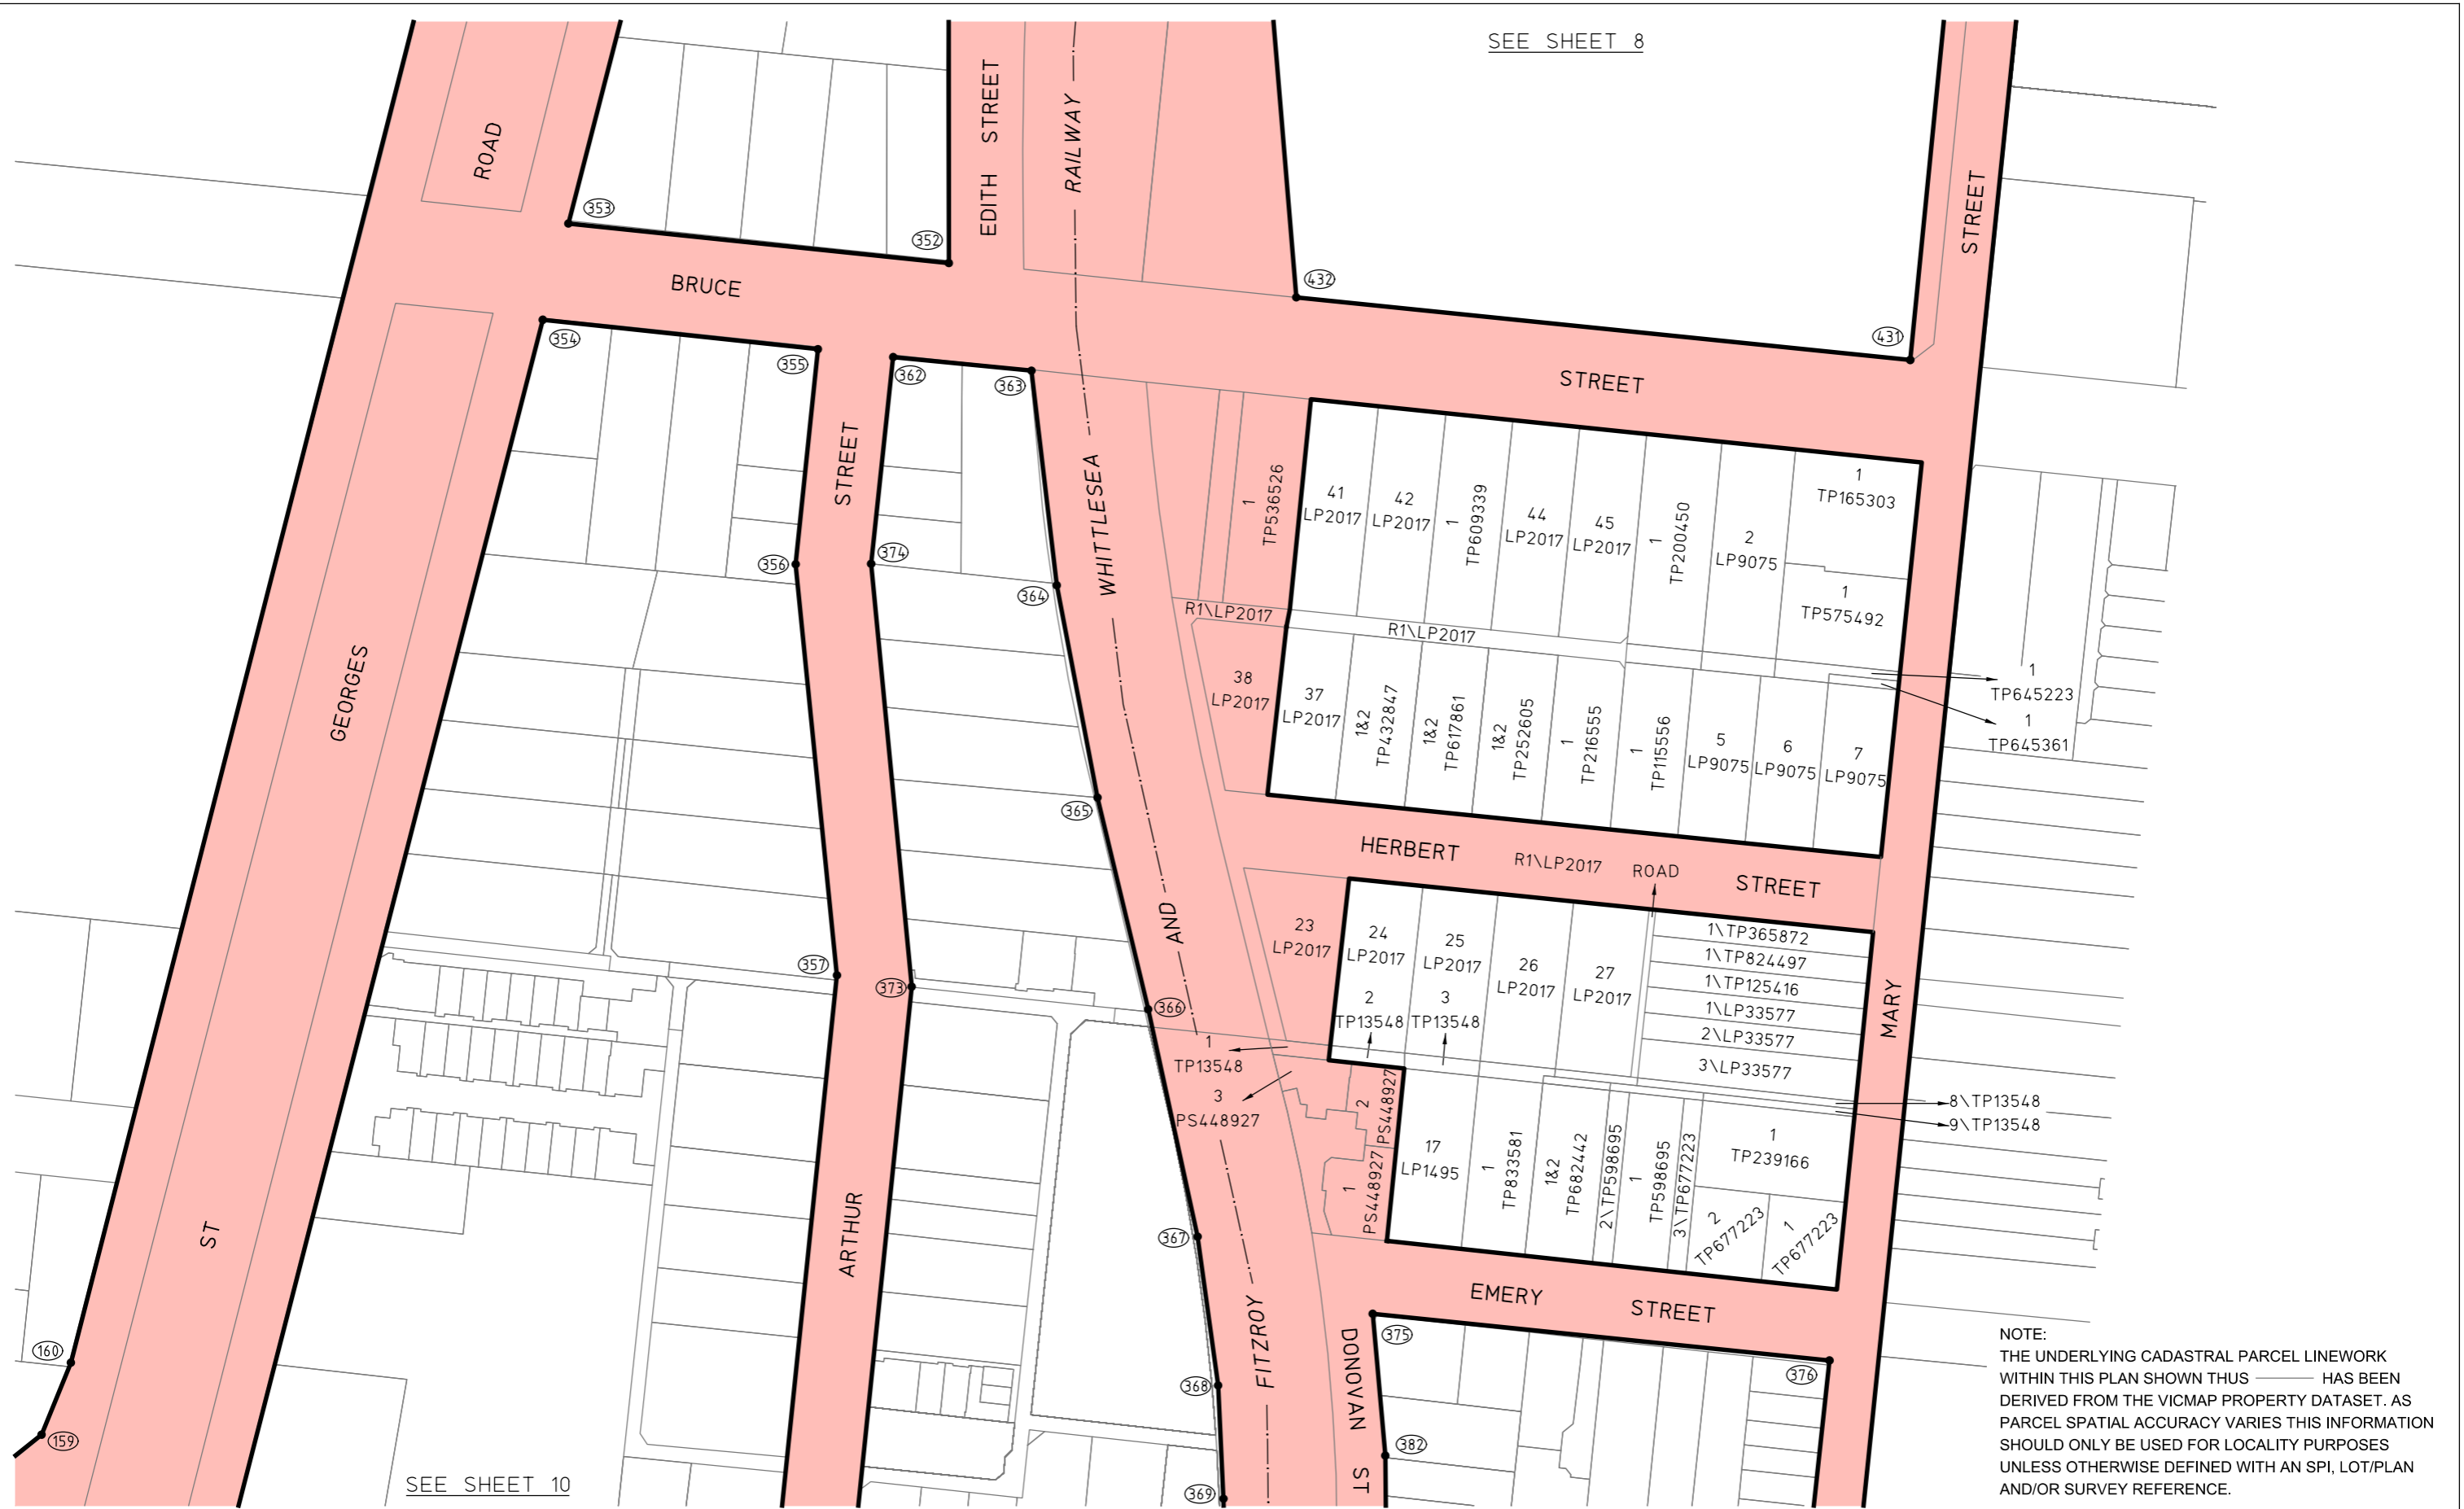 SEE SHEET 8
ROAD
EDITH STREET
RAILWAY
STREET
353
352
432
431
BRUCE
STREET
354
355
362
363
STREET
356
374
364
365
WHITTLESEA
AND
FITZROY
GEORGES
ST
1
TP536526
41
LP2017
42
LP2017
1
TP609339
44
LP2017
45
LP2017
1
TP200450
2
LP9075
1
TP165303
1
TP575492
R1\LP2017
R1\LP2017
38
LP2017
37
LP2017
1&2
TP432847
1&2
TP617861
1&2
TP252605
1
TP216555
1
TP115556
5
LP9075
6
LP9075
7
LP9075
1
TP645223
1
TP645361
HERBERT
R1\LP2017
ROAD
STREET
23
LP2017
24
LP2017
25
LP2017
26
LP2017
27
LP2017
2
TP13548
3
TP13548
1\TP365872
1\TP824497
1\TP125416
1\LP33577
2\LP33577
3\LP33577
MARY
357
373
366
1
TP13548
3
PS448927
2
PS448927
1
PS448927
17
LP1495
1
TP833581
1&2
TP682442
2\TP598695
1
TP598695
3\TP677223
1
TP239166
2
TP677223
1
TP677223
8\TP13548
9\TP13548
367
ARTHUR
EMERY
STREET
DONOVAN ST
375
376
368
382
369
160
159
SEE SHEET 10
NOTE:
THE UNDERLYING CADASTRAL PARCEL LINEWORK
WITHIN THIS PLAN SHOWN THUS ——— HAS BEEN
DERIVED FROM THE VICMAP PROPERTY DATASET. AS
PARCEL SPATIAL ACCURACY VARIES THIS INFORMATION
SHOULD ONLY BE USED FOR LOCALITY PURPOSES
UNLESS OTHERWISE DEFINED WITH AN SPI, LOT/PLAN
AND/OR SURVEY REFERENCE.